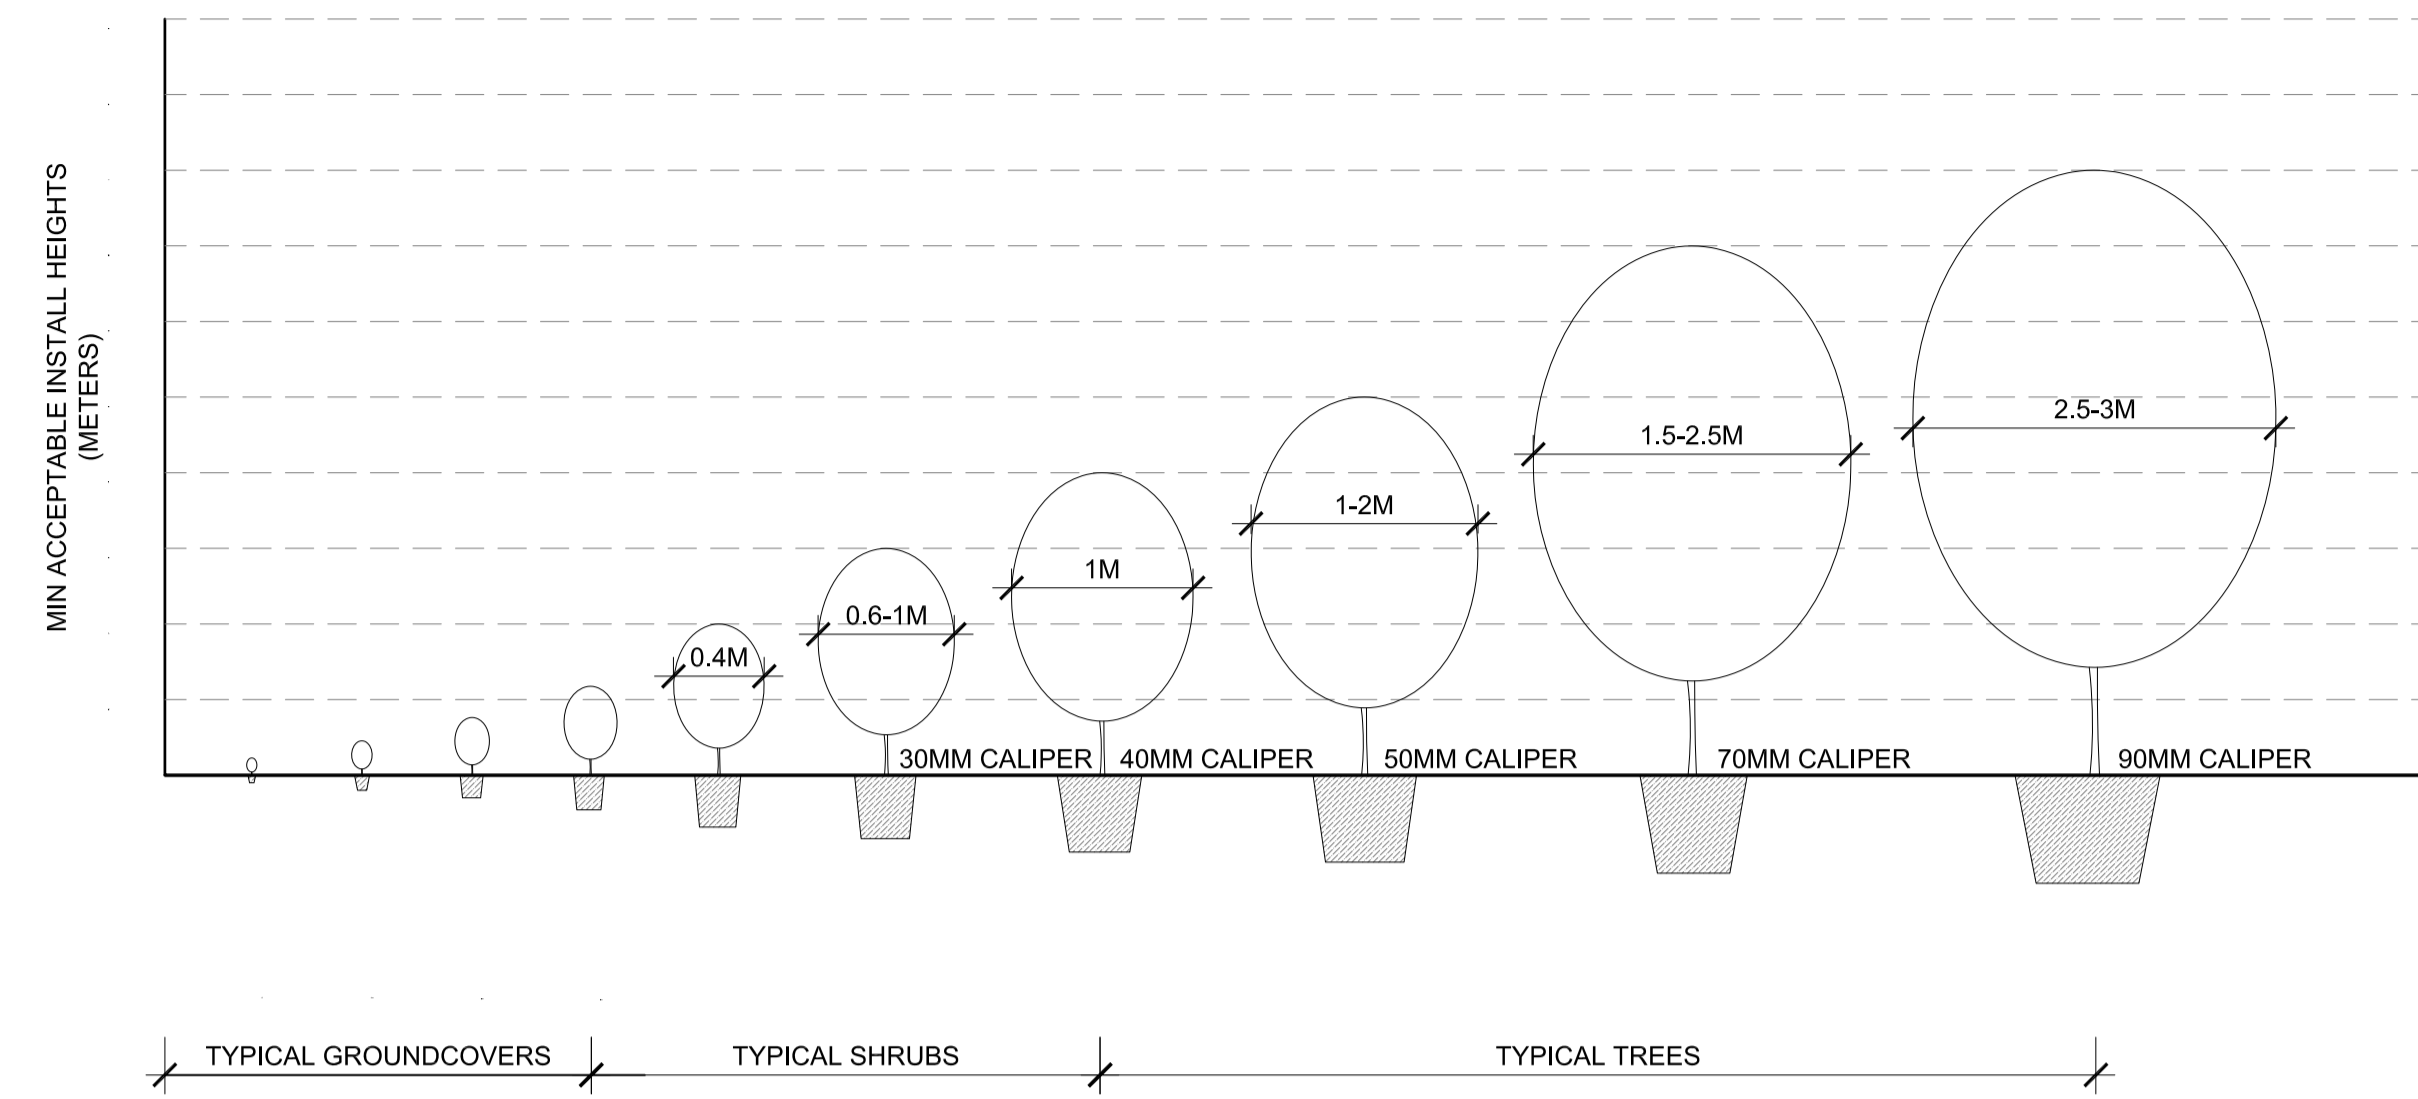 MIN ACCEPTABLE INSTALL HEIGHTS
(METERS)
2.5-3M
1.5-2.5M
1-2M
1M
0.6-1M
0.4M
30MM CALIPER
40MM CALIPER
50MM CALIPER
70MM CALIPER
90MM CALIPER
TYPICAL GROUNDCOVERS
TYPICAL SHRUBS
TYPICAL TREES